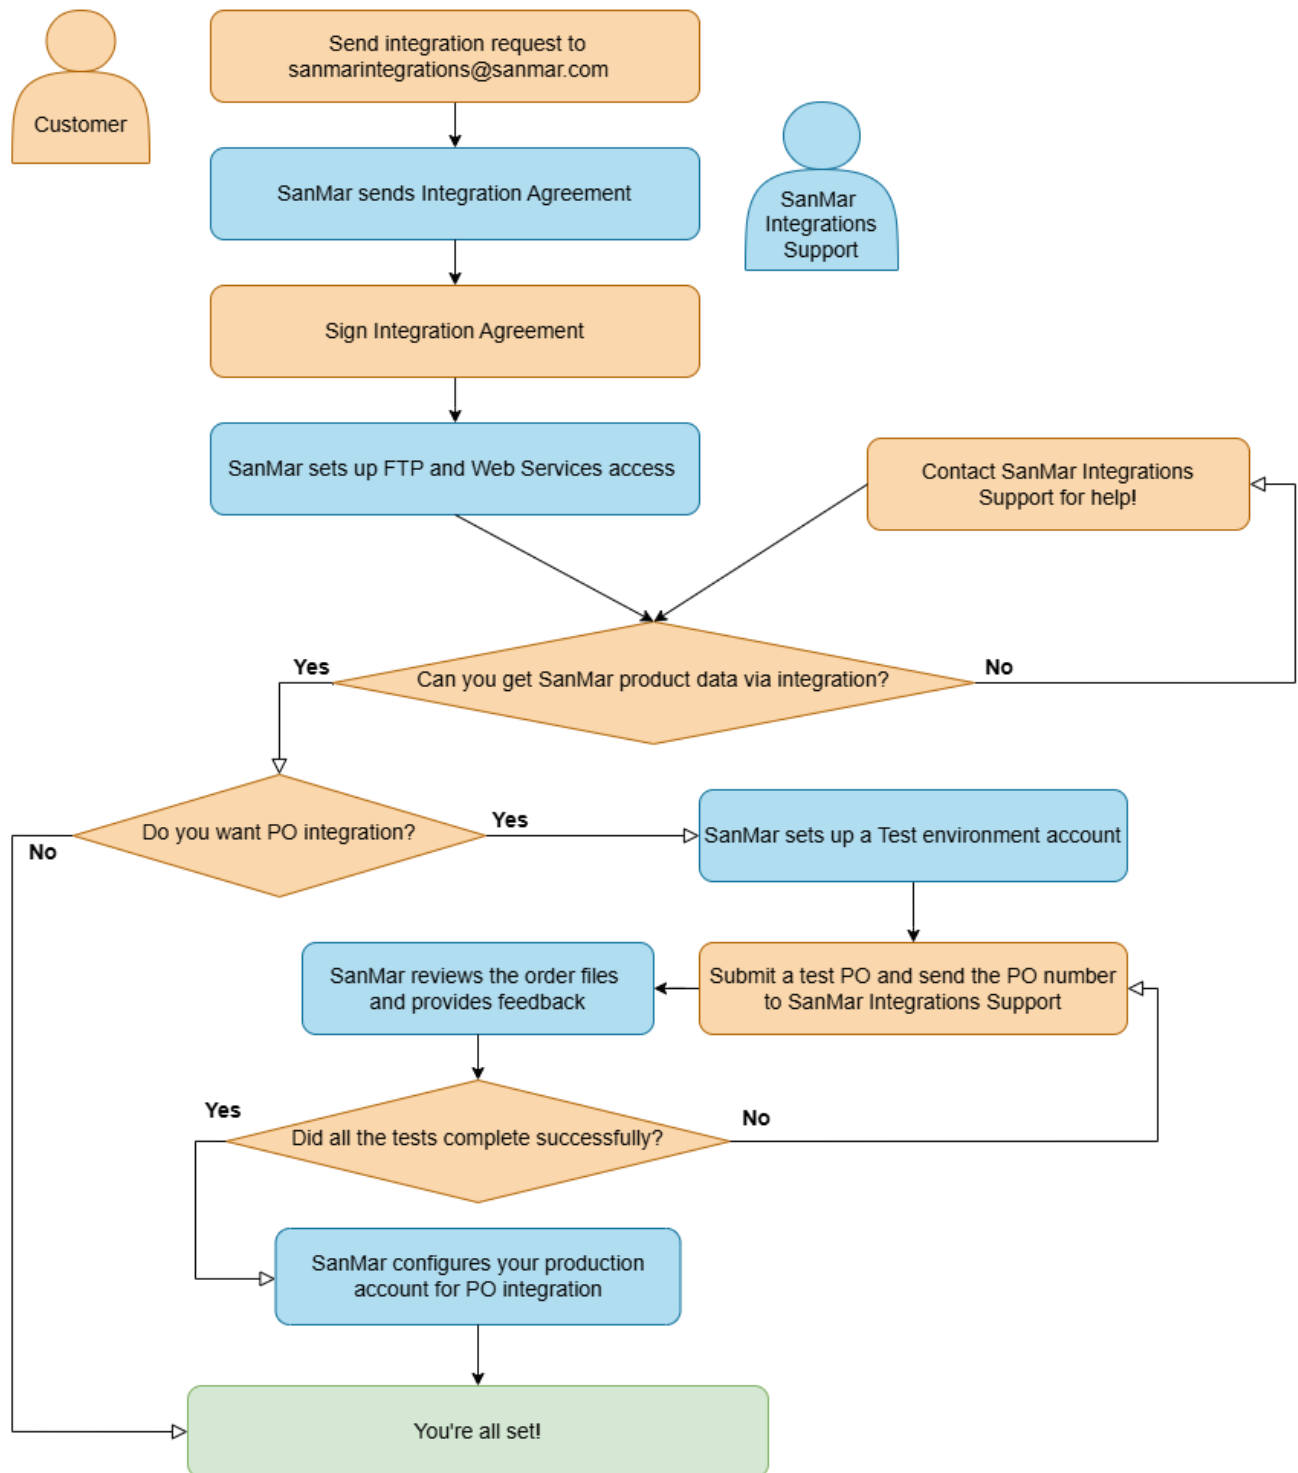 Send integration request to
sanmarintegrations@sanmar.com
Customer
SanMar sends Integration Agreement
SanMar
Integrations
Support
Sign Integration Agreement
SanMar sets up FTP and Web Services access
Contact SanMar Integrations
Support for help!
Yes
Can you get SanMar product data via integration?
No
Do you want PO integration?
Yes
No
SanMar sets up a Test environment account
SanMar reviews the order files
and provides feedback
Submit a test PO and send the PO number
to SanMar Integrations Support
Yes
Did all the tests complete successfully?
No
SanMar configures your production
account for PO integration
You're all set!